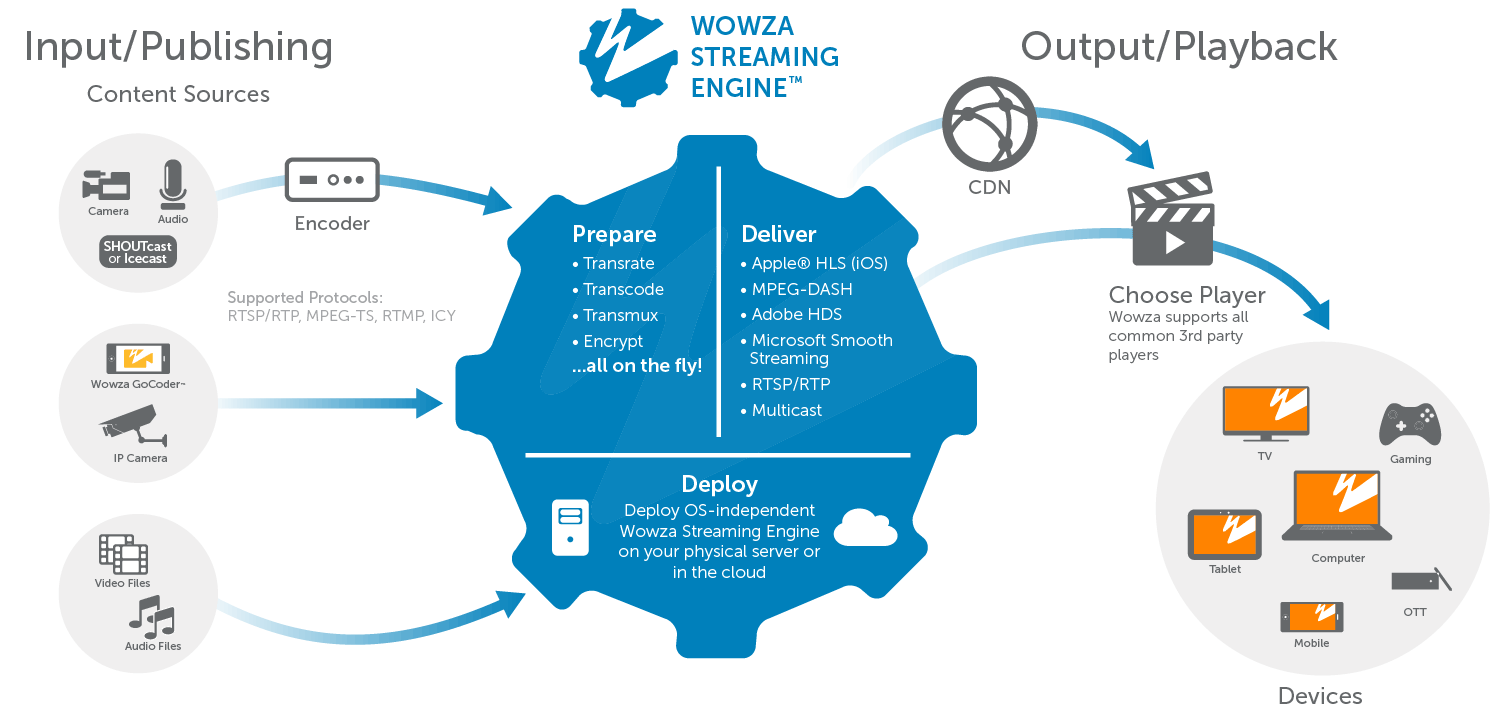 Input/Publishing
Content Sources
Camera
Audio
SHOUTcast
or Icecast
Encoder
Supported Protocols:
RTSP/RTP, MPEG-TS, RTMP, ICY
Wowza GoCoder™
IP Camera
Video Files
Audio Files
WOWZA
STREAMING
ENGINE™
Prepare
• Transrate
• Transcode
• Transmux
• Encrypt
...all on the fly!
Deliver
• Apple® HLS (iOS)
• MPEG-DASH
• Adobe HDS
• Microsoft Smooth
Streaming
• RTSP/RTP
• Multicast
Deploy
Deploy OS-independent
Wowza Streaming Engine
on your physical server or
in the cloud
Output/Playback
CDN
Choose Player
Wowza supports all
common 3rd party
players
TV
Gaming
Tablet
Computer
OTT
Mobile
Devices